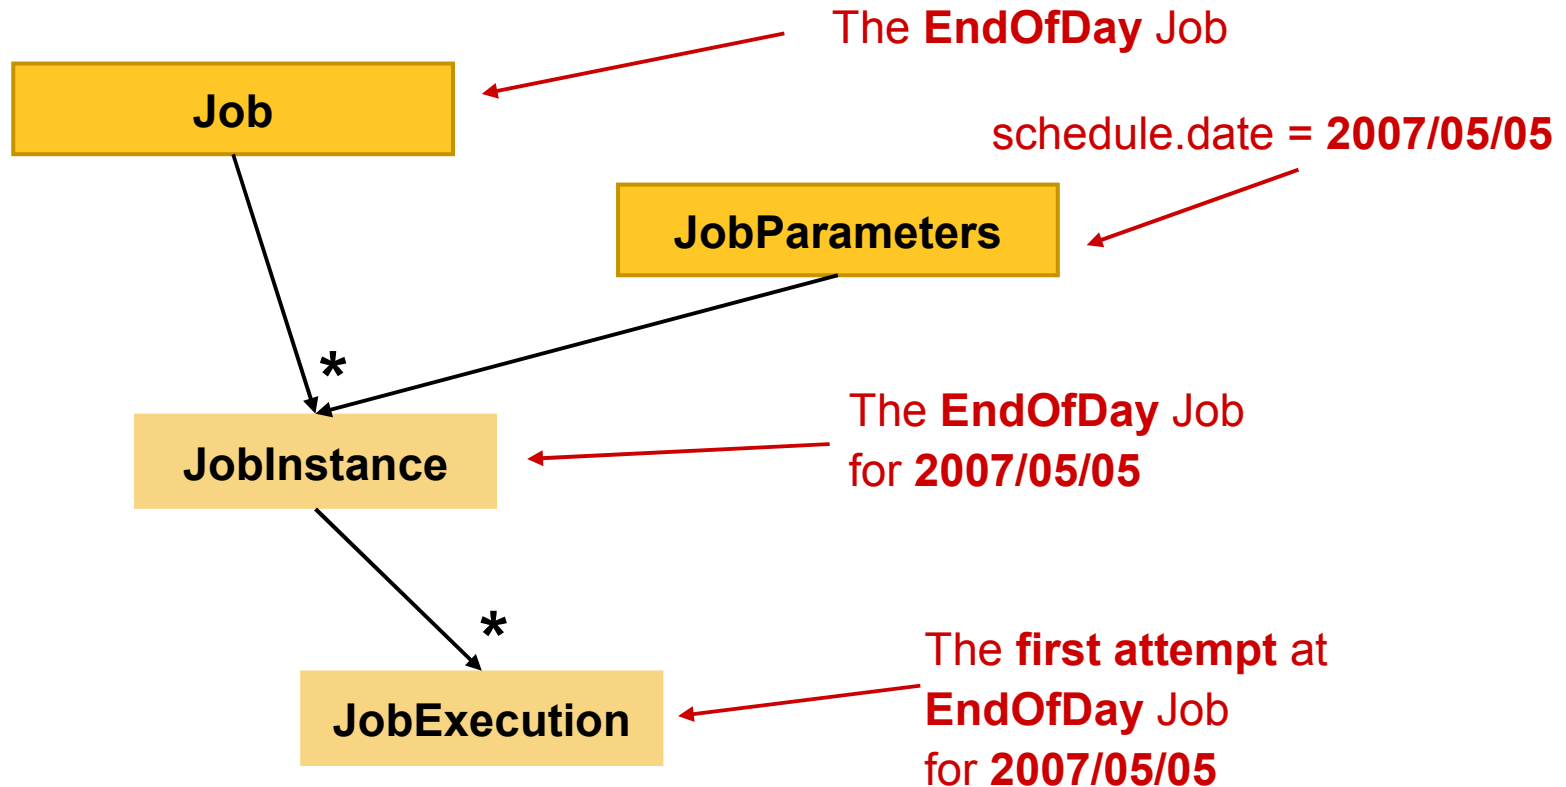 The EndOfDay Job
Job
schedule.date = 2007/05/05
JobParameters
*
The EndOfDay Job
for 2007/05/05
JobInstance
*
The first attempt at
EndOfDay Job
for 2007/05/05
JobExecution